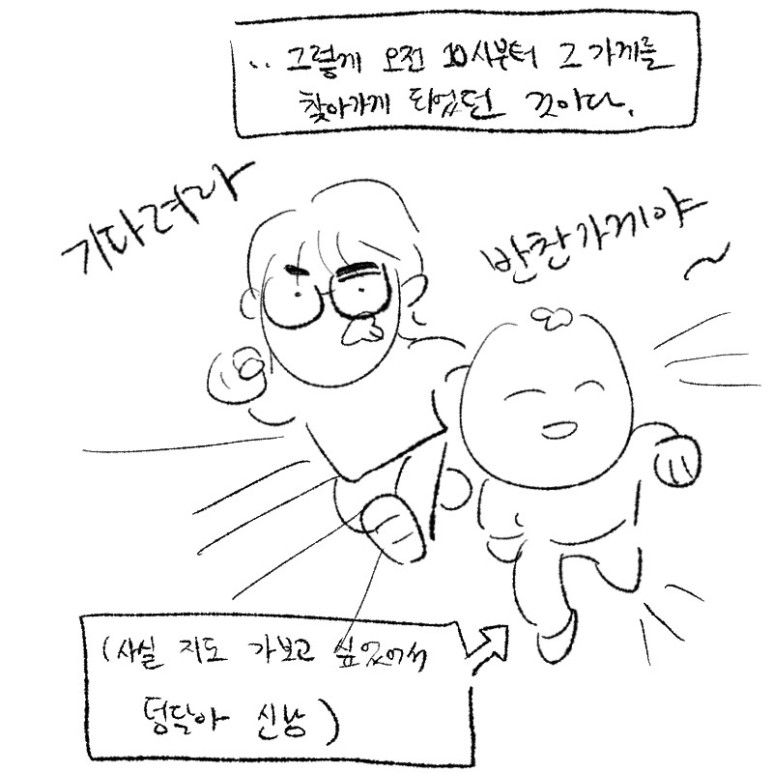 .. 그렇게 오전 10시부터 그 가게를
찾아가게 되었던 것이다.
기다려라
반찬가게야
~
(사실 지도 가보고 싶었어서
덩달아 신남)